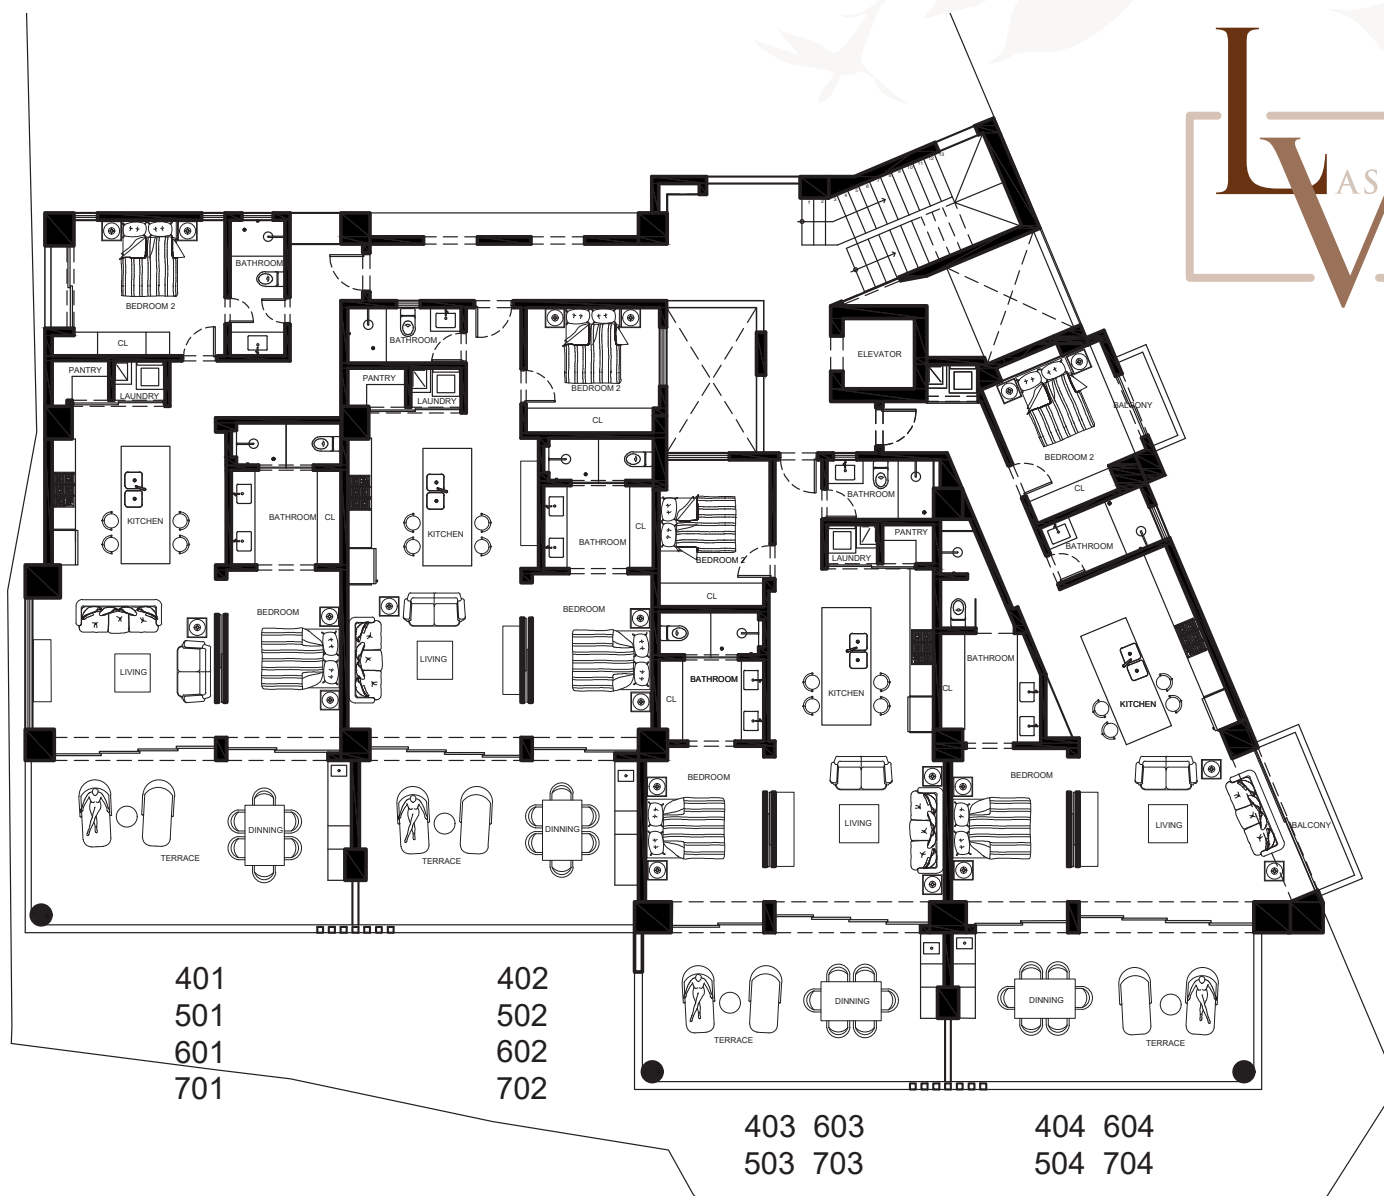 L
AS
V
BATHROOM
BEDROOM 2
CL
PANTRY
LAUNDRY
KITCHEN
BATHROOM
CL
BEDROOM
LIVING
DINNING
TERRACE
BATHROOM
PANTRY
LAUNDRY
BEDROOM 2
CL
KITCHEN
CL
BATHROOM
BEDROOM
LIVING
DINNING
TERRACE
ELEVATOR
BEDROOM 2
CL
BATHROOM
LAUNDRY
PANTRY
BATHROOM
CL
KITCHEN
BEDROOM
LIVING
DINNING
TERRACE
BALCONY
BEDROOM 2
CL
BATHROOM
BATHROOM
CL
KITCHEN
BEDROOM
LIVING
BALCONY
DINNING
TERRACE
401
501
601
701
402
502
602
702
403 603
503 703
404 604
504 704